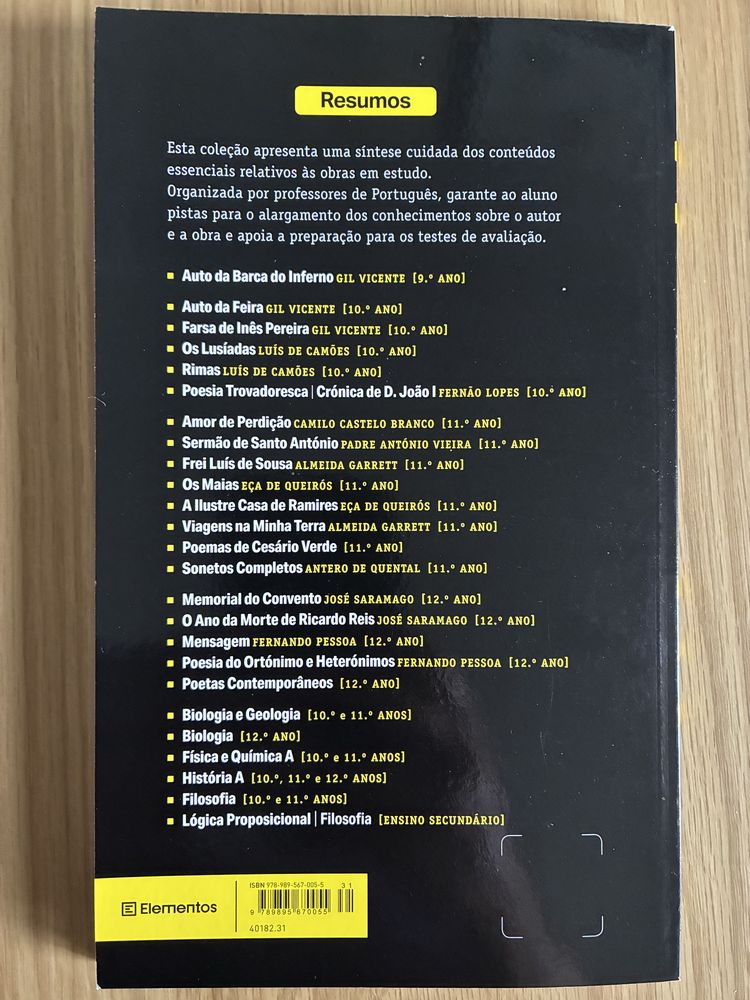 Resumos
Esta coleção apresenta uma síntese cuidada dos conteúdos
essenciais relativos às obras em estudo.
Organizada por professores de Português, garante ao aluno
pistas para o alargamento dos conhecimentos sobre o autor
e a obra e apoia a preparação para os testes de avaliação.
Auto da Barca do Inferno GIL VICENTE [9.º ANO]
Auto da Feira GIL VICENTE [10.º ANO]
Farsa de Inês Pereira GIL VICENTE [10.º ANO]
Os Lusíadas LUÍS DE CAMÕES [10.º ANO]
Rimas LUÍS DE CAMÕES [10.º ANO]
Poesia Trovadoresca | Crónica de D. João I FERNÃO LOPES [10.º ANO]
Amor de Perdição CAMILO CASTELO BRANCO [11.º ANO]
Sermão de Santo António PADRE ANTÓNIO VIEIRA [11.º ANO]
Frei Luís de Sousa ALMEIDA GARRETT [11.º ANO]
Os Maias EÇA DE QUEIRÓS [11.º ANO]
A Ilustre Casa de Ramires EÇA DE QUEIRÓS [11.º ANO]
Viagens na Minha Terra ALMEIDA GARRETT [11.º ANO]
Poemas de Cesário Verde [11.º ANO]
Sonetos Completos ANTERO DE QUENTAL [11.º ANO]
Memorial do Convento JOSÉ SARAMAGO [12.º ANO]
O Ano da Morte de Ricardo Reis JOSÉ SARAMAGO [12.º ANO]
Mensagem FERNANDO PESSOA [12.º ANO]
Poesia do Ortónimo e Heterónimos FERNANDO PESSOA [12.º ANO]
Poetas Contemporâneos [12.º ANO]
Biologia e Geologia [10.º e 11.º ANOS]
Biologia [12.º ANO]
Física e Química A [10.º e 11.º ANOS]
História A [10.º, 11.º e 12.º ANOS]
Filosofia [10.º e 11.º ANOS]
Lógica Proposicional | Filosofia [ENSINO SECUNDÁRIO]
Elementos
ISBN 978-989-567-005-5
31
9 789895 670055
40182.31